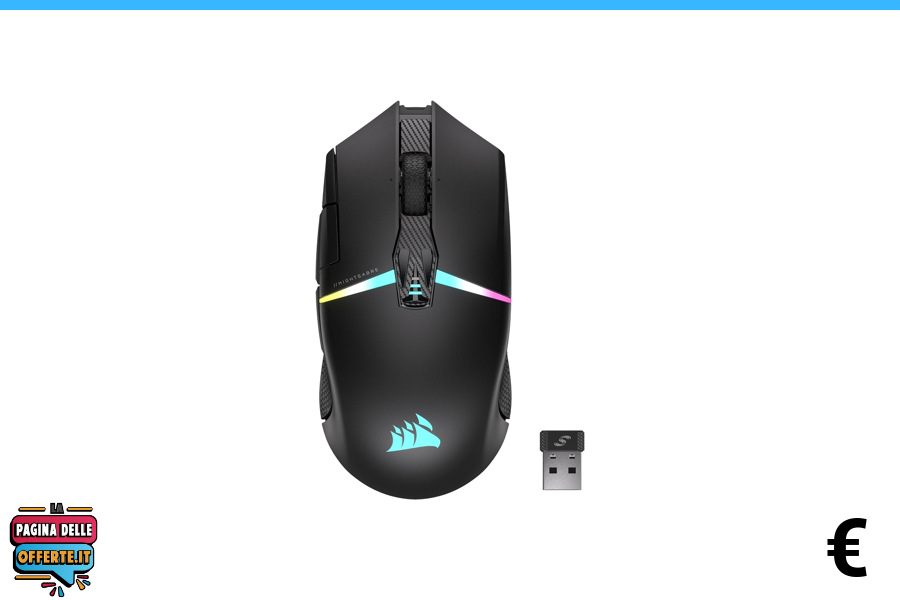 //NIGHTSABRE
LA
PAGINA DELLE
OFFERTE.IT
€